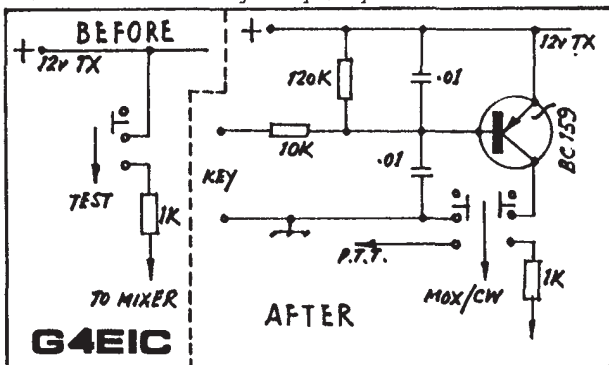 BEFORE
+ 12V TX
TEST
1K
TO MIXER
G4EIC
+ 12V TX
120K
.01
10K
KEY
.01
BC 159
P.T.T.
MOX/CW
1K
AFTER